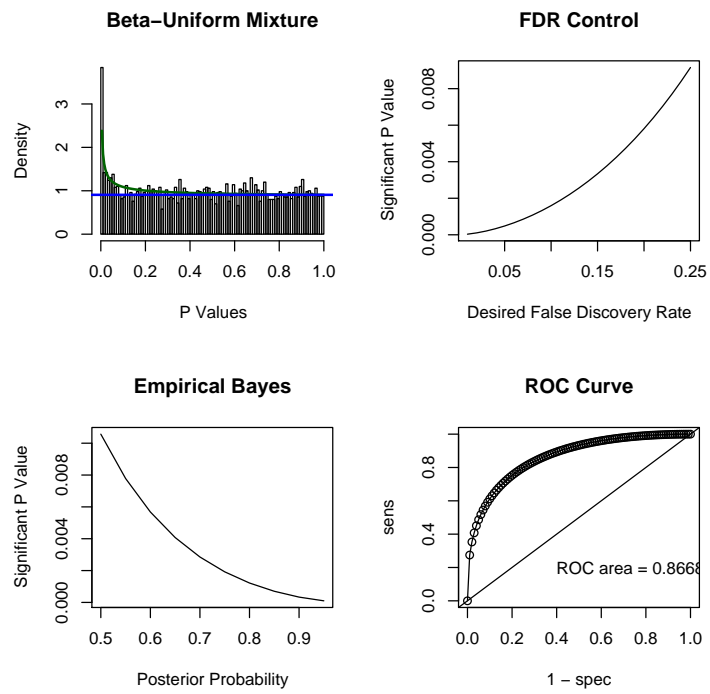 Beta−Uniform Mixture
Density
0 1 2 3
0.0 0.2 0.4 0.6 0.8 1.0
P Values
FDR Control
Significant P Value
0.000 0.004 0.008
0.05 0.15 0.25
Desired False Discovery Rate
Empirical Bayes
Significant P Value
0.000 0.004 0.008
0.5 0.6 0.7 0.8 0.9
Posterior Probability
ROC Curve
sens
0.0 0.4 0.8
ROC area = 0.8668
0.0 0.2 0.4 0.6 0.8 1.0
1 − spec